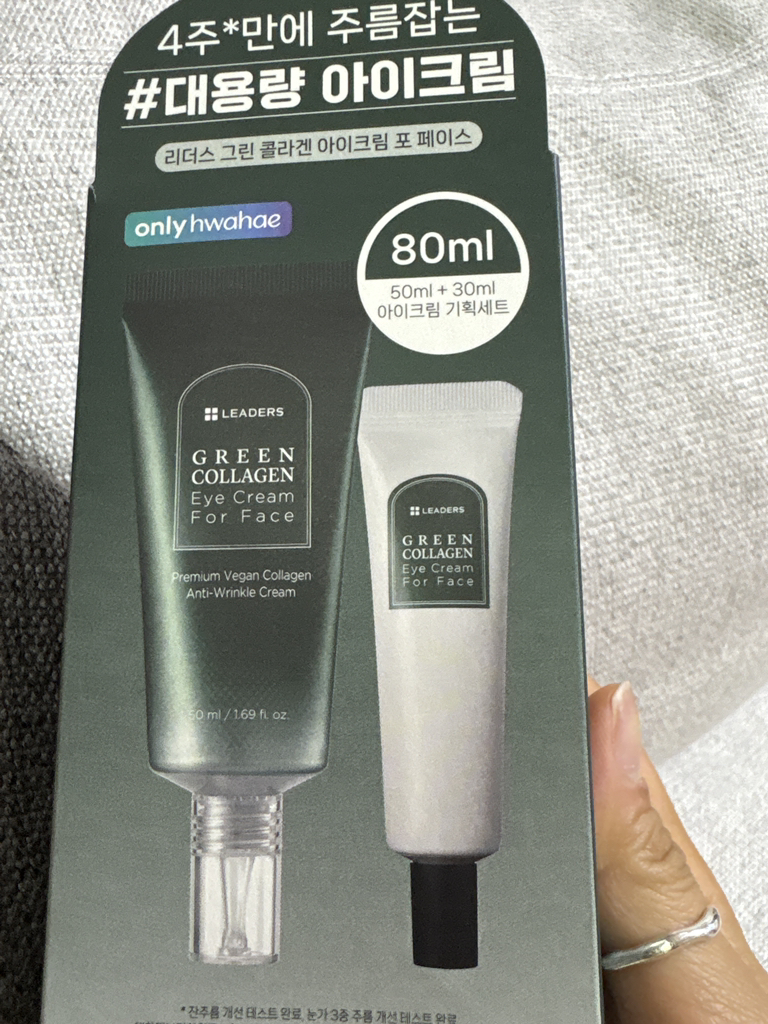 4주*만에 주름잡는
#대용량 아이크림
리더스 그린 콜라겐 아이크림 포 페이스
only hwahae
80ml
50ml + 30ml
아이크림 기획세트
LEADERS
GREEN
COLLAGEN
Eye Cream
For Face
Premium Vegan Collagen
Anti-Wrinkle Cream
50 ml / 1.69 fl. oz.
LEADERS
GREEN
COLLAGEN
Eye Cream
For Face
* 잔주름 개선 테스트 완료, 눈가 3중 주름 개선 테스트 완료